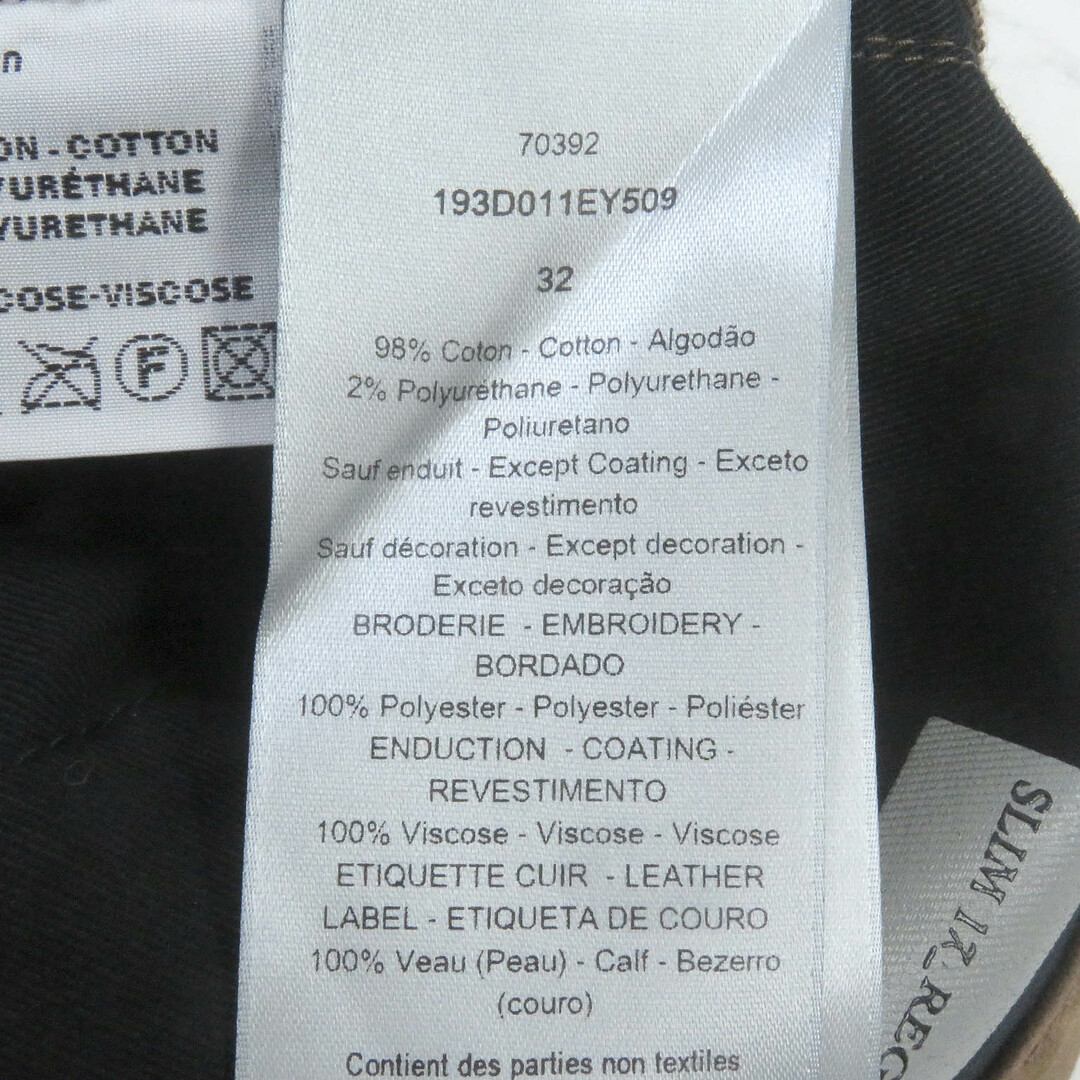 n
ON - COTTON
YURÉTHANE
YURETHANE
COSE-VISCOSE
F
70392
193D011EY509
32
98% Coton - Cotton - Algodão
2% Polyuréthane - Polyurethane -
Poliuretano
Sauf enduit - Except Coating - Exceto
revestimento
Sauf décoration - Except decoration -
Exceto decoração
BRODERIE - EMBROIDERY -
BORDADO
100% Polyester - Polyester - Poliéster
ENDUCTION - COATING -
REVESTIMENTO
100% Viscose - Viscose - Viscose
ETIQUETTE CUIR - LEATHER
LABEL - ETIQUETA DE COURO
100% Veau (Peau) - Calf - Bezerro
(couro)
Contient des parties non textiles
SLIM 17_REG